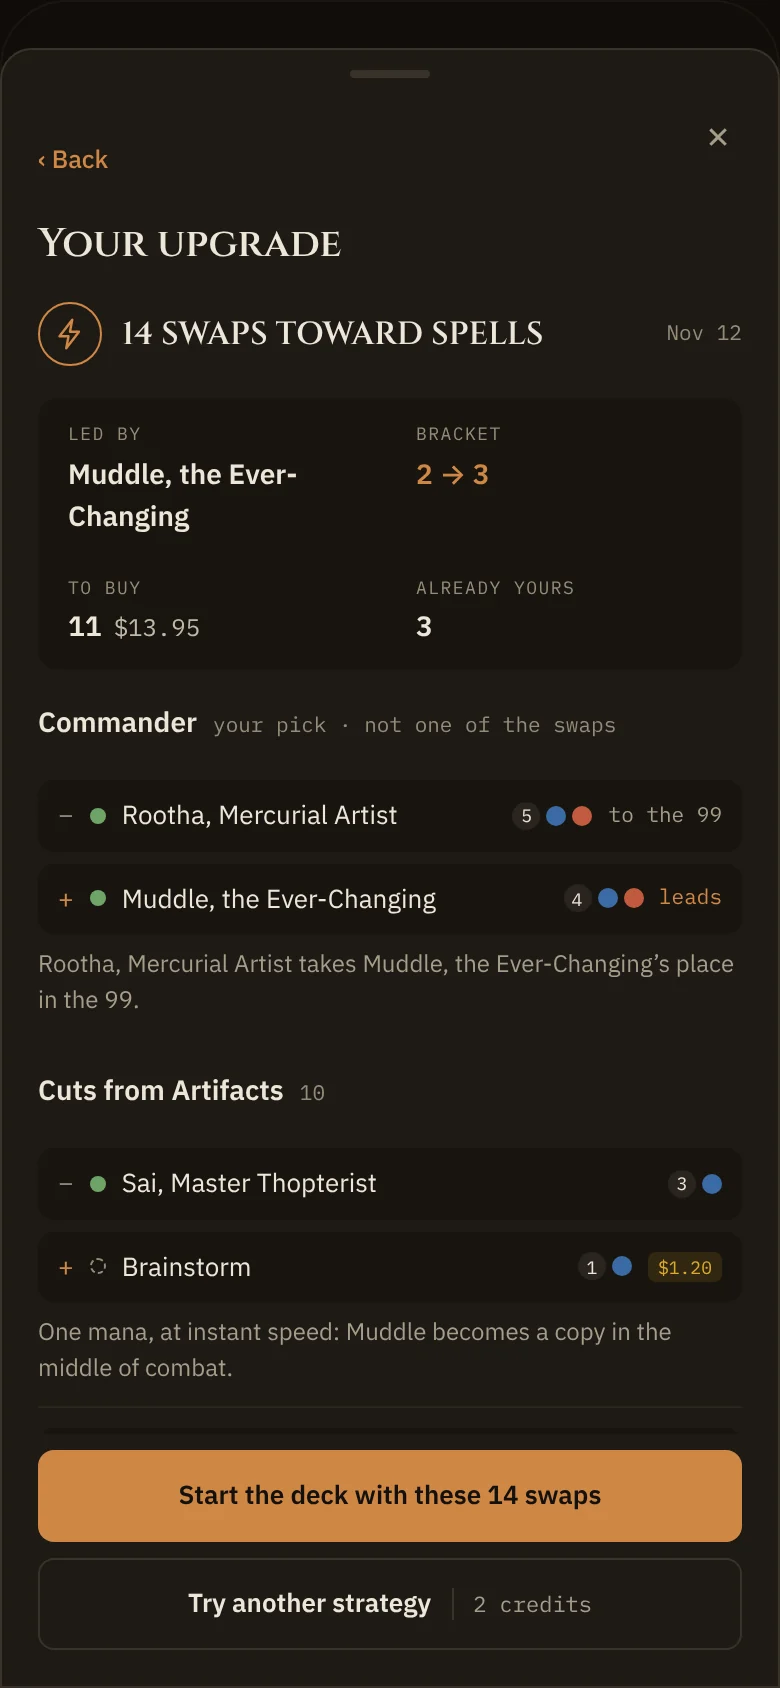 ‹ Back
✕
Your upgrade
14 swaps toward Spells
Nov 12
LED BY
BRACKET
Muddle, the Ever-
Changing
2 → 3
TO BUY
ALREADY YOURS
11 $13.95
3
Commander your pick · not one of the swaps
− Rootha, Mercurial Artist 5 to the 99
+ Muddle, the Ever-Changing 4 leads
Rootha, Mercurial Artist takes Muddle, the Ever-Changing’s place
in the 99.
Cuts from Artifacts 10
− Sai, Master Thopterist 3
+ Brainstorm 1 $1.20
One mana, at instant speed: Muddle becomes a copy in the
middle of combat.
Start the deck with these 14 swaps
Try another strategy 2 credits